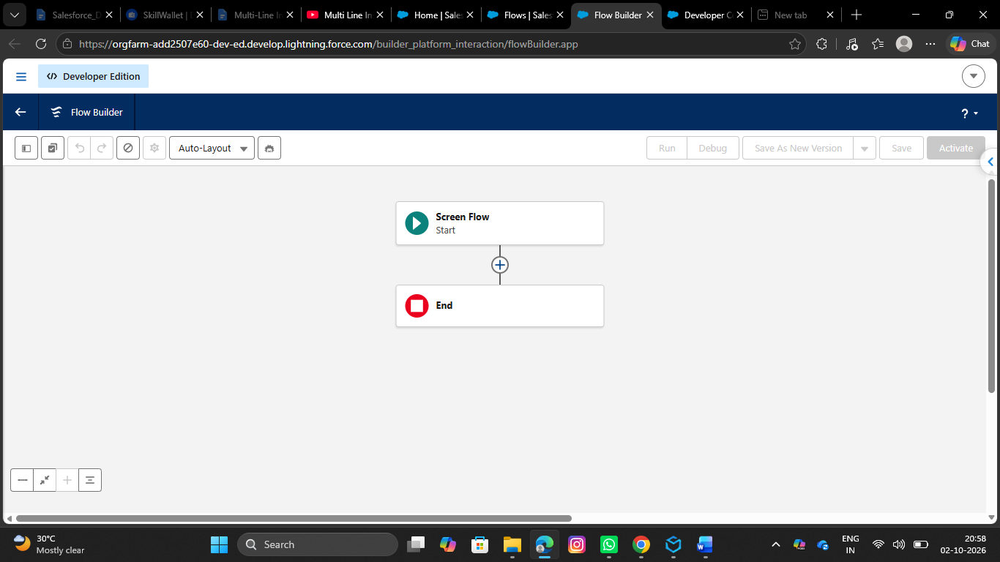 Salesforce_D
SkillWallet |
Multi-Line In
Multi Line In
Home | Sales
Flows | Sales
Flow Builder
Developer Co
New tab
https://orgfarm-add2507e60-dev-ed.develop.lightning.force.com/builder_platform_interaction/flowBuilder.app
Chat
</> Developer Edition
Flow Builder
?
Auto-Layout
Run
Debug
Save As New Version
Save
Activate
Screen Flow
Start
End
30°C
Mostly clear
Search
ENG
IN
20:58
02-10-2026